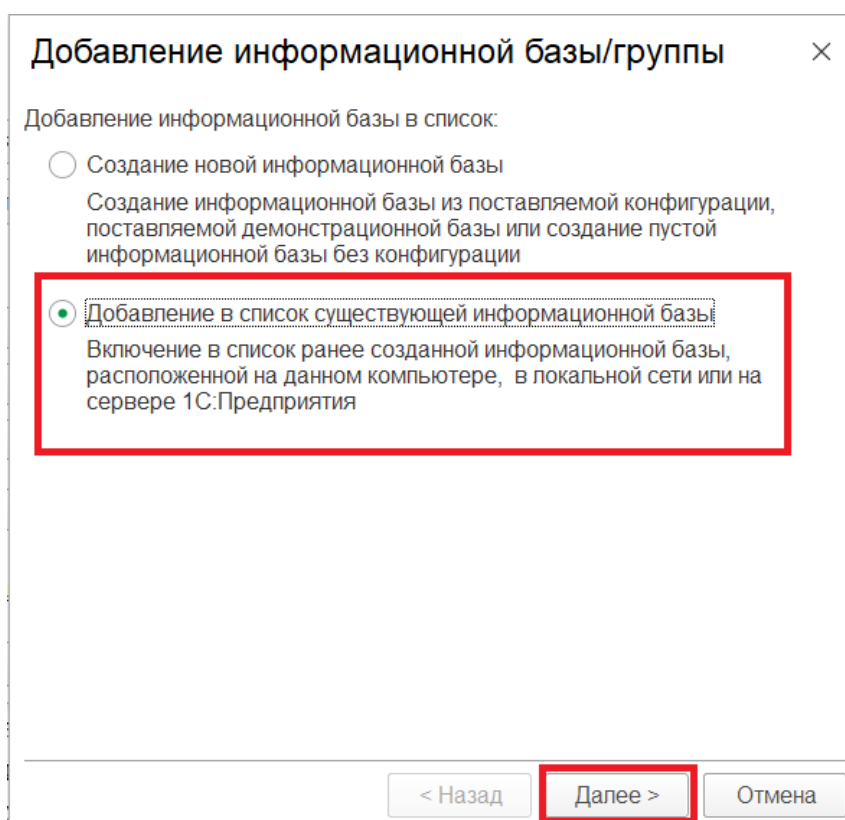 Добавление информационной базы/группы
Добавление информационной базы в список:
Создание новой информационной базы
Создание информационной базы из поставляемой конфигурации,
поставляемой демонстрационной базы или создание пустой
информационной базы без конфигурации
Добавление в список существующей информационной базы
Включение в список ранее созданной информационной базы,
расположенной на данном компьютере, в локальной сети или на
сервере 1С:Предприятия
< Назад Далее > Отмена